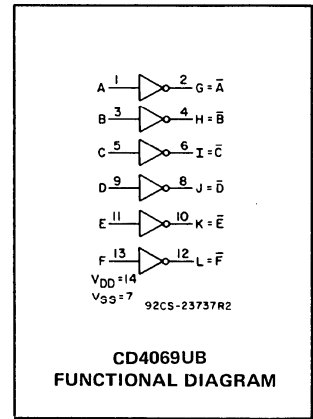 A 1 2 G = A̅
B 3 4 H = B̅
C 5 6 I = C̅
D 9 8 J = D̅
E 11 10 K = E̅
F 13 12 L = F̅
VDD = 14
VSS = 7
92CS-23737R2
CD4069UB
FUNCTIONAL DIAGRAM